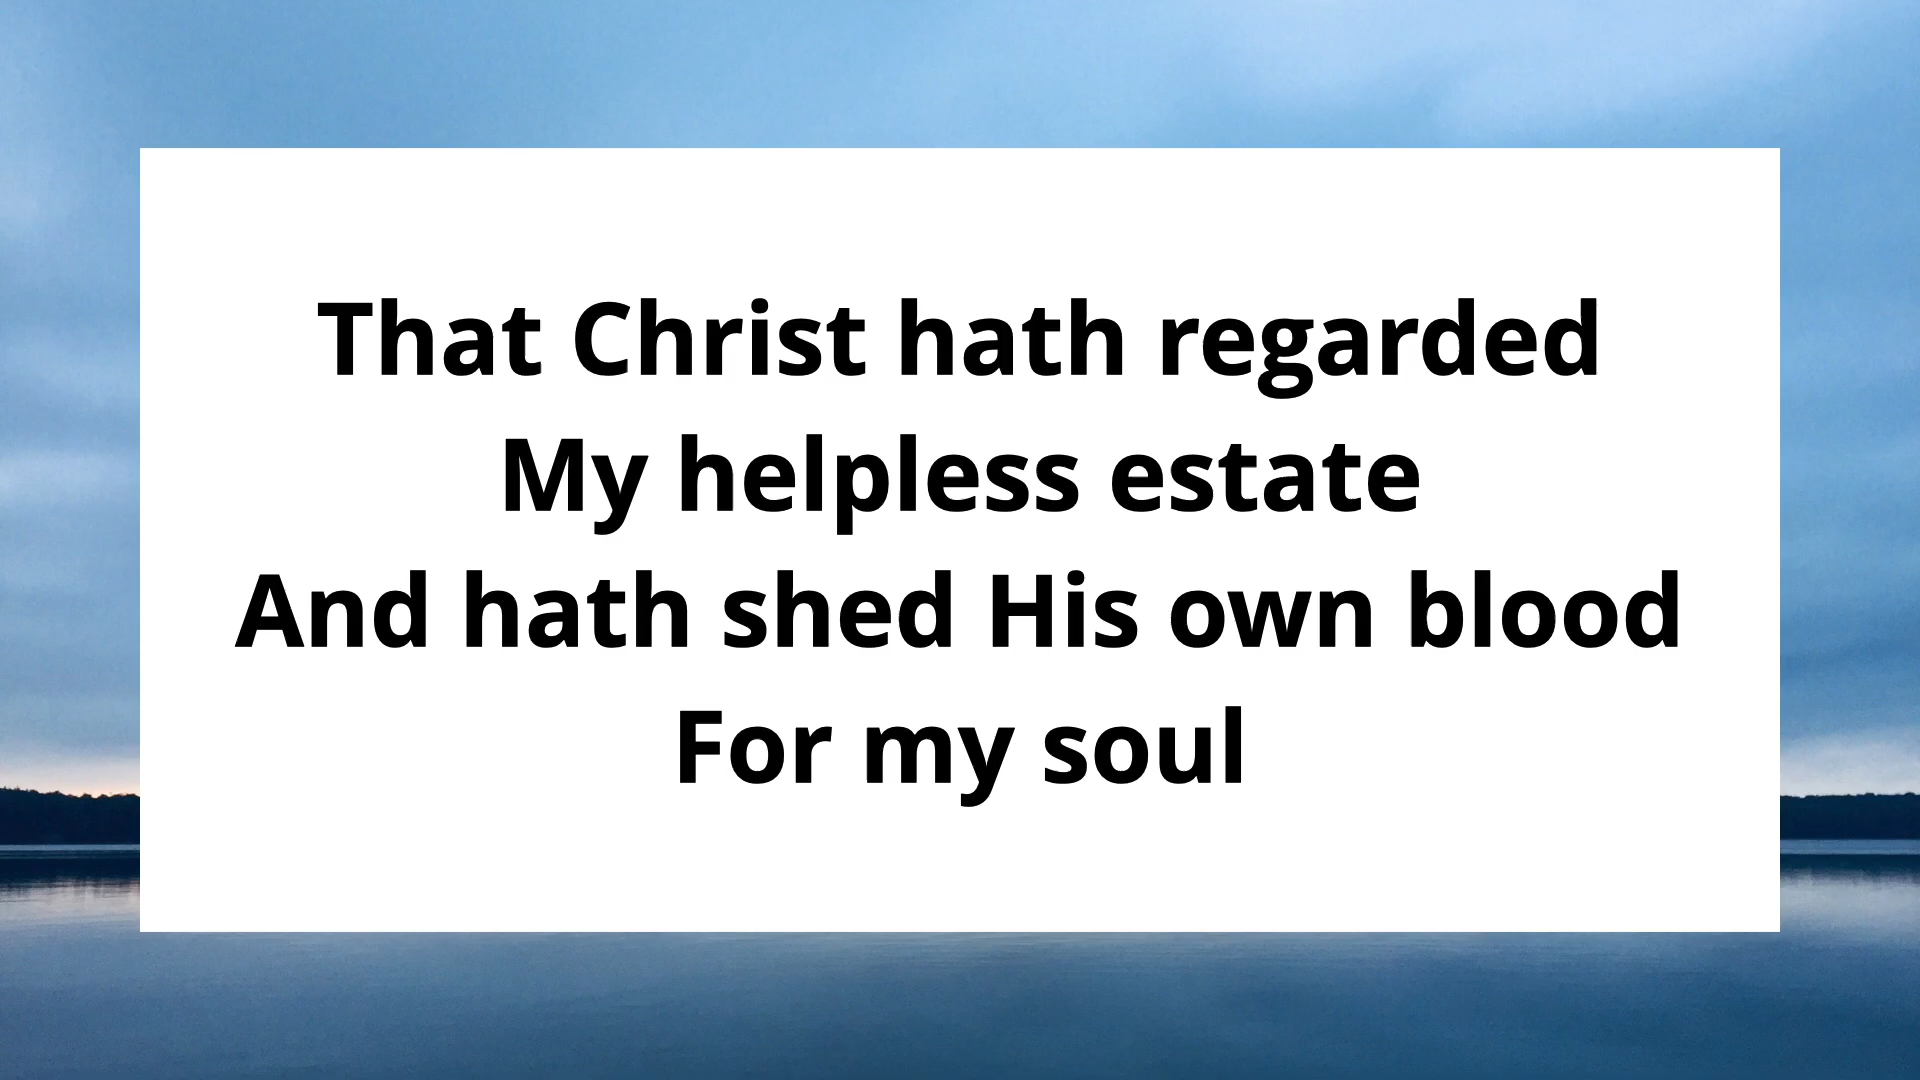 That Christ hath regarded
My helpless estate
And hath shed His own blood
For my soul